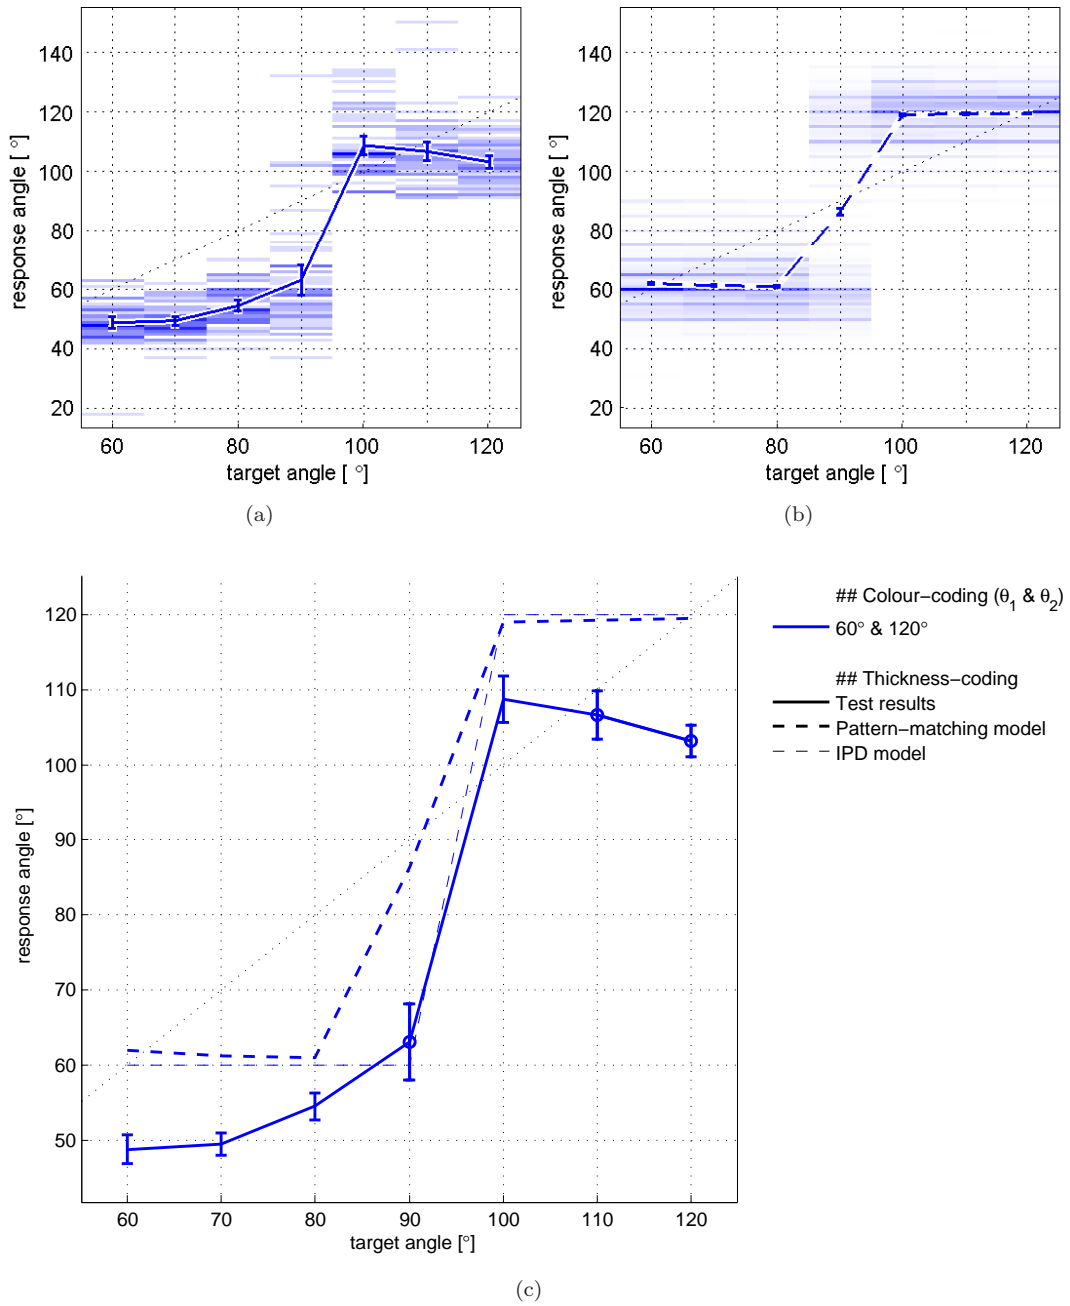 140
120
100
80
60
40
20
response angle [ °]
60
80
100
120
target angle [ °]
(a)
140
120
100
80
60
40
20
response angle [ °]
60
80
100
120
target angle [ °]
(b)
120
110
100
90
80
70
60
50
response angle [°]
60
70
80
90
100
110
120
target angle [°]
## Colour−coding (θ1 & θ2)
60° & 120°
## Thickness−coding
Test results
Pattern−matching model
IPD model
(c)